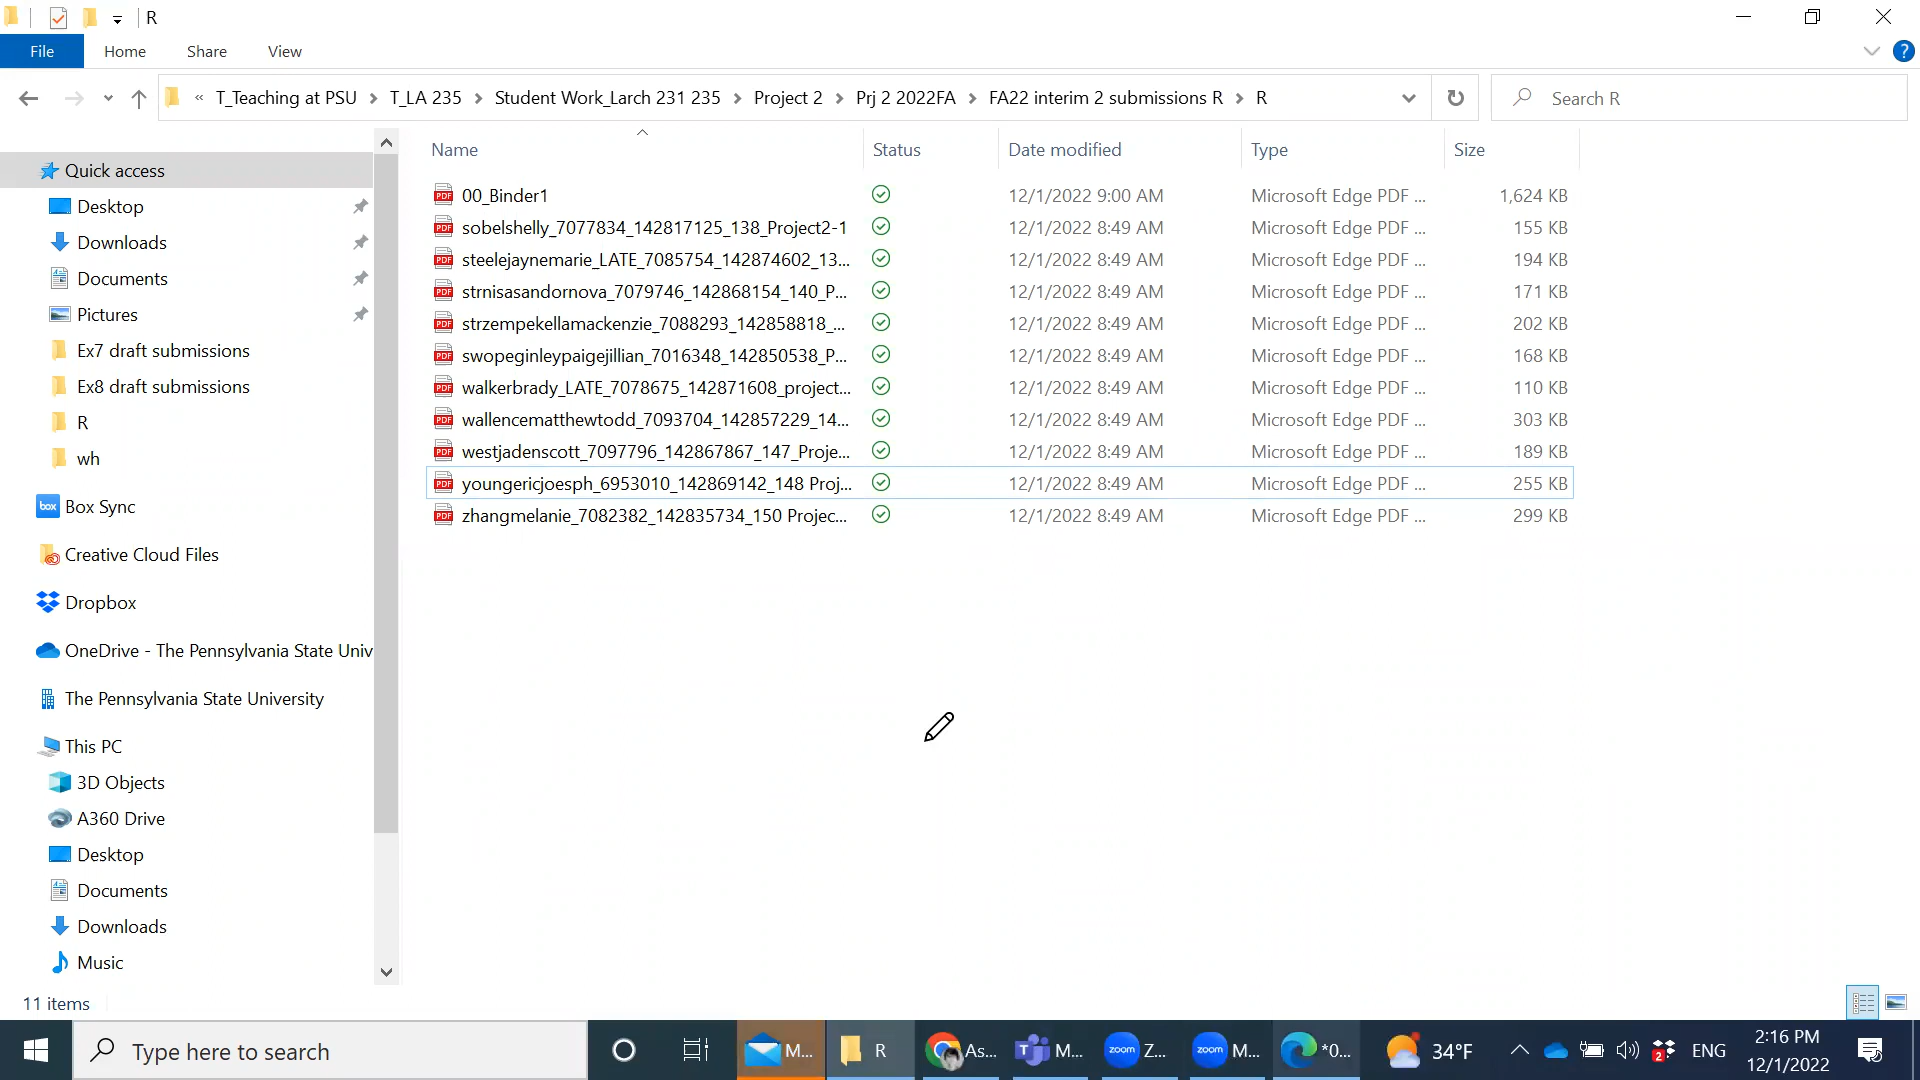 R
File Home Share View
« T_Teaching at PSU > T_LA 235 > Student Work_Larch 231 235 > Project 2 > Prj 2 2022FA > FA22 interim 2 submissions R > R
Search R
Name Status Date modified Type Size
00_Binder1 12/1/2022 9:00 AM Microsoft Edge PDF ... 1,624 KB
sobelshelly_7077834_142817125_138_Project2-1 12/1/2022 8:49 AM Microsoft Edge PDF ... 155 KB
steelejaynemarie_LATE_7085754_142874602_13... 12/1/2022 8:49 AM Microsoft Edge PDF ... 194 KB
strnisasandornova_7079746_142868154_140_P... 12/1/2022 8:49 AM Microsoft Edge PDF ... 171 KB
strzempekellamackenzie_7088293_142858818_... 12/1/2022 8:49 AM Microsoft Edge PDF ... 202 KB
swopeginleypaigejillian_7016348_142850538_P... 12/1/2022 8:49 AM Microsoft Edge PDF ... 168 KB
walkerbrady_LATE_7078675_142871608_project... 12/1/2022 8:49 AM Microsoft Edge PDF ... 110 KB
wallencematthewtodd_7093704_142857229_14... 12/1/2022 8:49 AM Microsoft Edge PDF ... 303 KB
westjadenscott_7097796_142867867_147_Proje... 12/1/2022 8:49 AM Microsoft Edge PDF ... 189 KB
youngericjoesph_6953010_142869142_148 Proj... 12/1/2022 8:49 AM Microsoft Edge PDF ... 255 KB
zhangmelanie_7082382_142835734_150 Projec... 12/1/2022 8:49 AM Microsoft Edge PDF ... 299 KB
Quick access
Desktop
Downloads
Documents
Pictures
Ex7 draft submissions
Ex8 draft submissions
R
wh
box Box Sync
Creative Cloud Files
Dropbox
OneDrive - The Pennsylvania State Univ
The Pennsylvania State University
This PC
3D Objects
A360 Drive
Desktop
Documents
Downloads
Music
11 items
Type here to search M... R As... M... zoom Z... zoom M... *0... 34°F 2 ENG
2:16 PM
12/1/2022